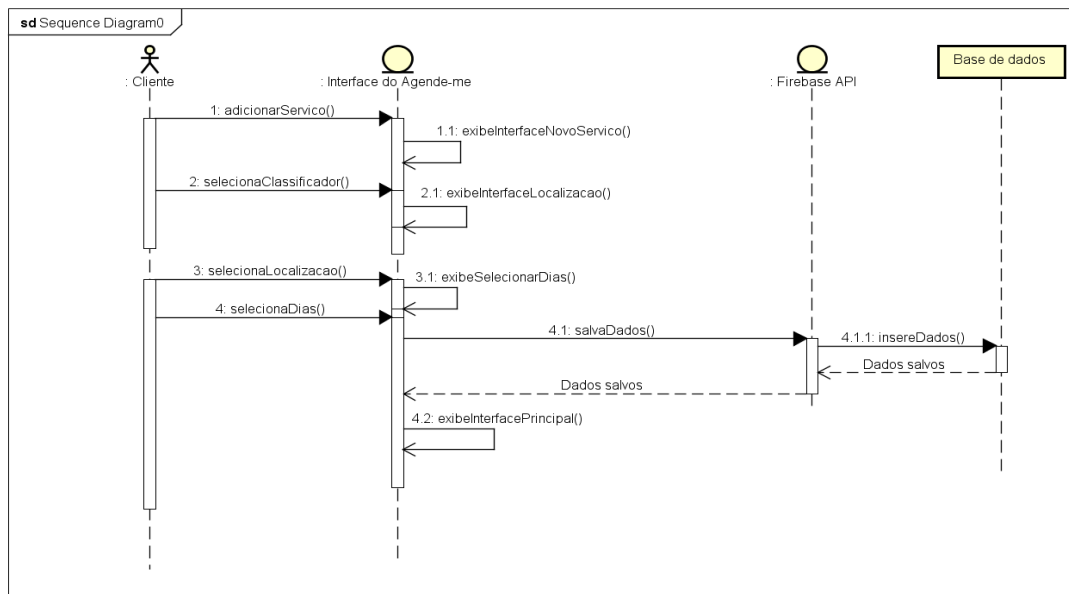 sd Sequence Diagram0
: Cliente
: Interface do Agende-me
: Firebase API
Base de dados
1: adicionarServico()
1.1: exibeInterfaceNovoServico()
2: selecionaClassificador()
2.1: exibeInterfaceLocalizacao()
3: selecionaLocalizacao()
3.1: exibeSelecionarDias()
4: selecionaDias()
4.1: salvaDados()
4.1.1: insereDados()
Dados salvos
Dados salvos
4.2: exibeInterfacePrincipal()